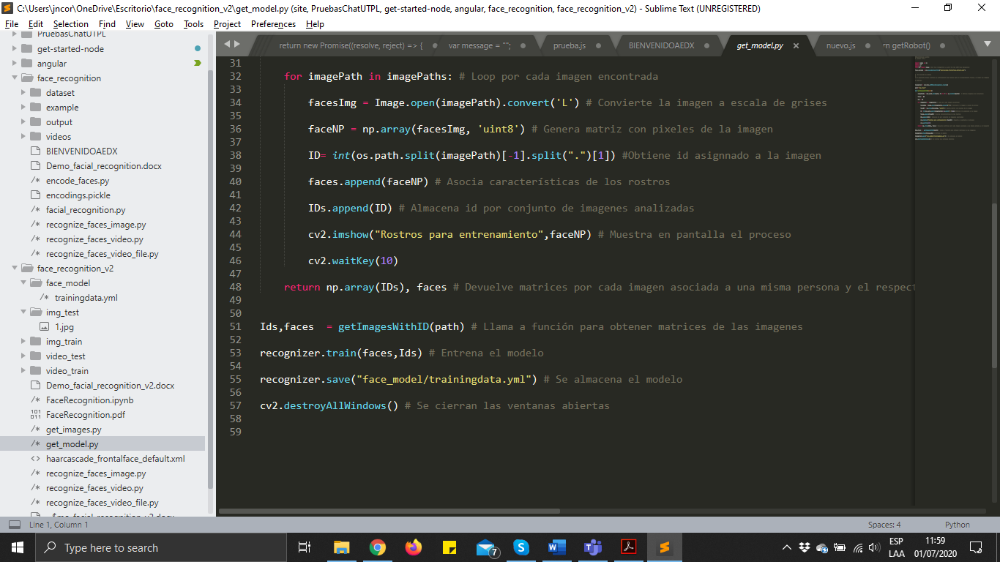 C:\Users\jncor\OneDrive\Escritorio\face_recognition_v2\get_model.py (site, PruebasChatUTPL, get-started-node, angular, face_recognition, face_recognition_v2) - Sublime Text (UNREGISTERED)
File Edit Selection Find View Goto Tools Project Preferences Help
PruebasChatUTPL
get-started-node
angular
face_recognition
dataset
example
output
videos
BIENVENIDOAEDX
Demo_facial_recognition.docx
encode_faces.py
encodings.pickle
facial_recognition.py
recognize_faces_image.py
recognize_faces_video.py
recognize_faces_video_file.py
face_recognition_v2
face_model
trainingdata.yml
img_test
1.jpg
img_train
video_test
video_train
Demo_facial_recognition_v2.docx
FaceRecognition.ipynb
FaceRecognition.pdf
get_images.py
get_model.py
haarcascade_frontalface_default.xml
recognize_faces_image.py
recognize_faces_video.py
recognize_faces_video_file.py
return new Promise((resolve, reject) => { var message = ""; prueba.js BIENVENIDOAEDX get_model.py nuevo.js rn getRobot()
31
32 for imagePath in imagePaths: # Loop por cada imagen encontrada
33
34 facesImg = Image.open(imagePath).convert('L') # Convierte la imagen a escala de grises
35
36 faceNP = np.array(facesImg, 'uint8') # Genera matriz con pixeles de la imagen
37
38 ID= int(os.path.split(imagePath)[-1].split(".")[1]) #Obtiene id asignnado a la imagen
39
40 faces.append(faceNP) # Asocia características de los rostros
41
42 IDs.append(ID) # Almacena id por conjunto de imagenes analizadas
43
44 cv2.imshow("Rostros para entrenamiento",faceNP) # Muestra en pantalla el proceso
45
46 cv2.waitKey(10)
47
48 return np.array(IDs), faces # Devuelve matrices por cada imagen asociada a una misma persona y el respect
49
50
51 Ids,faces = getImagesWithID(path) # Llama a función para obtener matrices de las imagenes
52
53 recognizer.train(faces,Ids) # Entrena el modelo
54
55 recognizer.save("face_model/trainingdata.yml") # Se almacena el modelo
56
57 cv2.destroyAllWindows() # Se cierran las ventanas abiertas
58
59
Line 1, Column 1 Spaces: 4 Python
Type here to search
7
ESP
LAA
11:59
01/07/2020